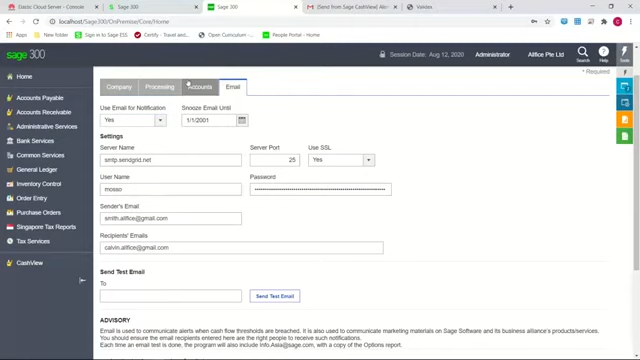 Elastic Cloud Server - Console
Sage 300
Sage 300
(Send from Sage CashView) Alert
Validex
localhost/Sage300/OnPremise/Core/Home
Apps
New folder
Sign in to Sage ESS
Certify - Travel and...
Open Curriculum - G...
People Portal - Home
sage 300
Session Date: Aug 12, 2020
Administrator
Allfice Pte Ltd
Search
Help
Tools
* Required
Home
Accounts Payable
Accounts Receivable
Administrative Services
Bank Services
Common Services
General Ledger
Inventory Control
Order Entry
Purchase Orders
Singapore Tax Reports
Tax Services
CashView
Company
Processing
Accounts
Email
Use Email for Notification
Snooze Email Until
Yes
1/1/2001
Settings
Server Name
Server Port
Use SSL
smtp.sendgrid.net
25
Yes
User Name
Password
mosso
Sender's Email
smith.allfice@gmail.com
Recipients' Emails
calvin.allfice@gmail.com
Send Test Email
To
Send Test Email
ADVISORY
Email is used to communicate alerts when cash flow thresholds are breached. It is also used to communicate marketing materials on Sage Software and its business alliance's products/services.
You should ensure the email recipients entered here are the right people to receive such notifications.
Each time an email test is done, the program will also include Info.Asia@sage.com, with a copy of the Options report.